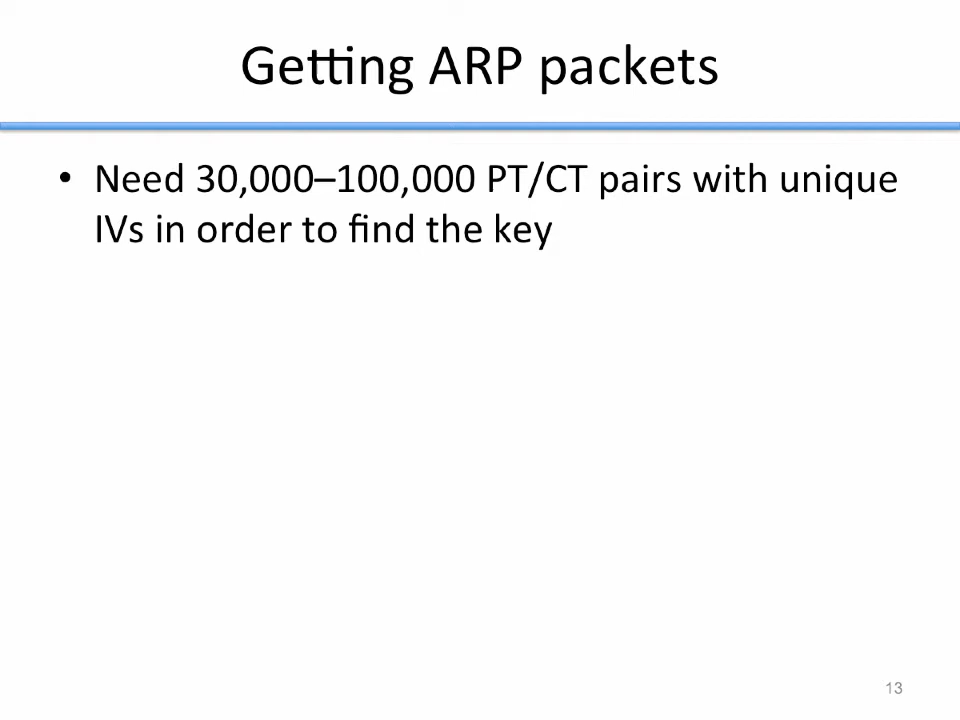 Getting ARP packets
• Need 30,000–100,000 PT/CT pairs with unique
IVs in order to find the key
13